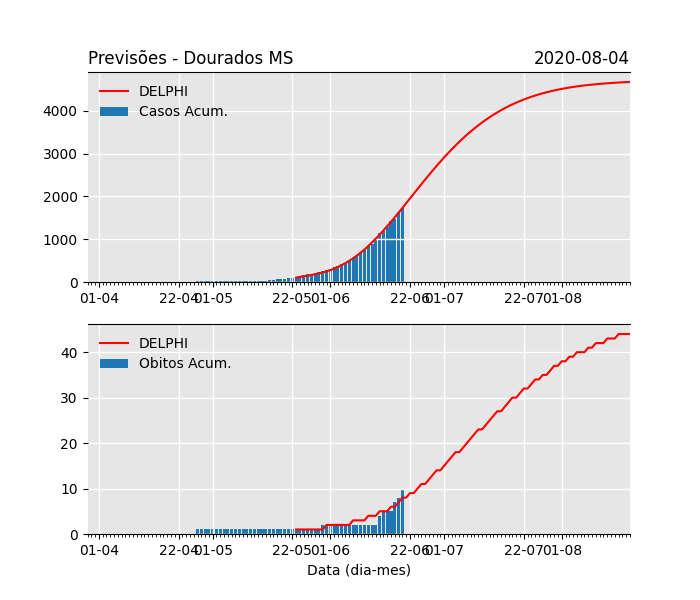 Previsões - Dourados MS 2020-08-04
DELPHI
Casos Acum.
4000
3000
2000
1000
0
01-04 22-04 01-05 22-05 01-06 22-06 01-07 22-07 01-08
DELPHI
Obitos Acum.
40
30
20
10
0
01-04 22-04 01-05 22-05 01-06 22-06 01-07 22-07 01-08
Data (dia-mes)